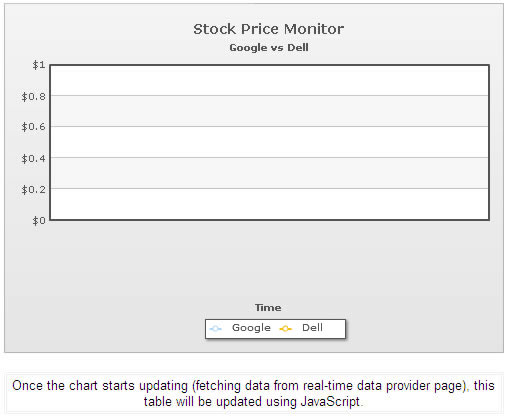 Stock Price Monitor
Google vs Dell
$1
$0.8
$0.6
$0.4
$0.2
$0
Time
Google Dell
Once the chart starts updating (fetching data from real-time data provider page), this
table will be updated using JavaScript.